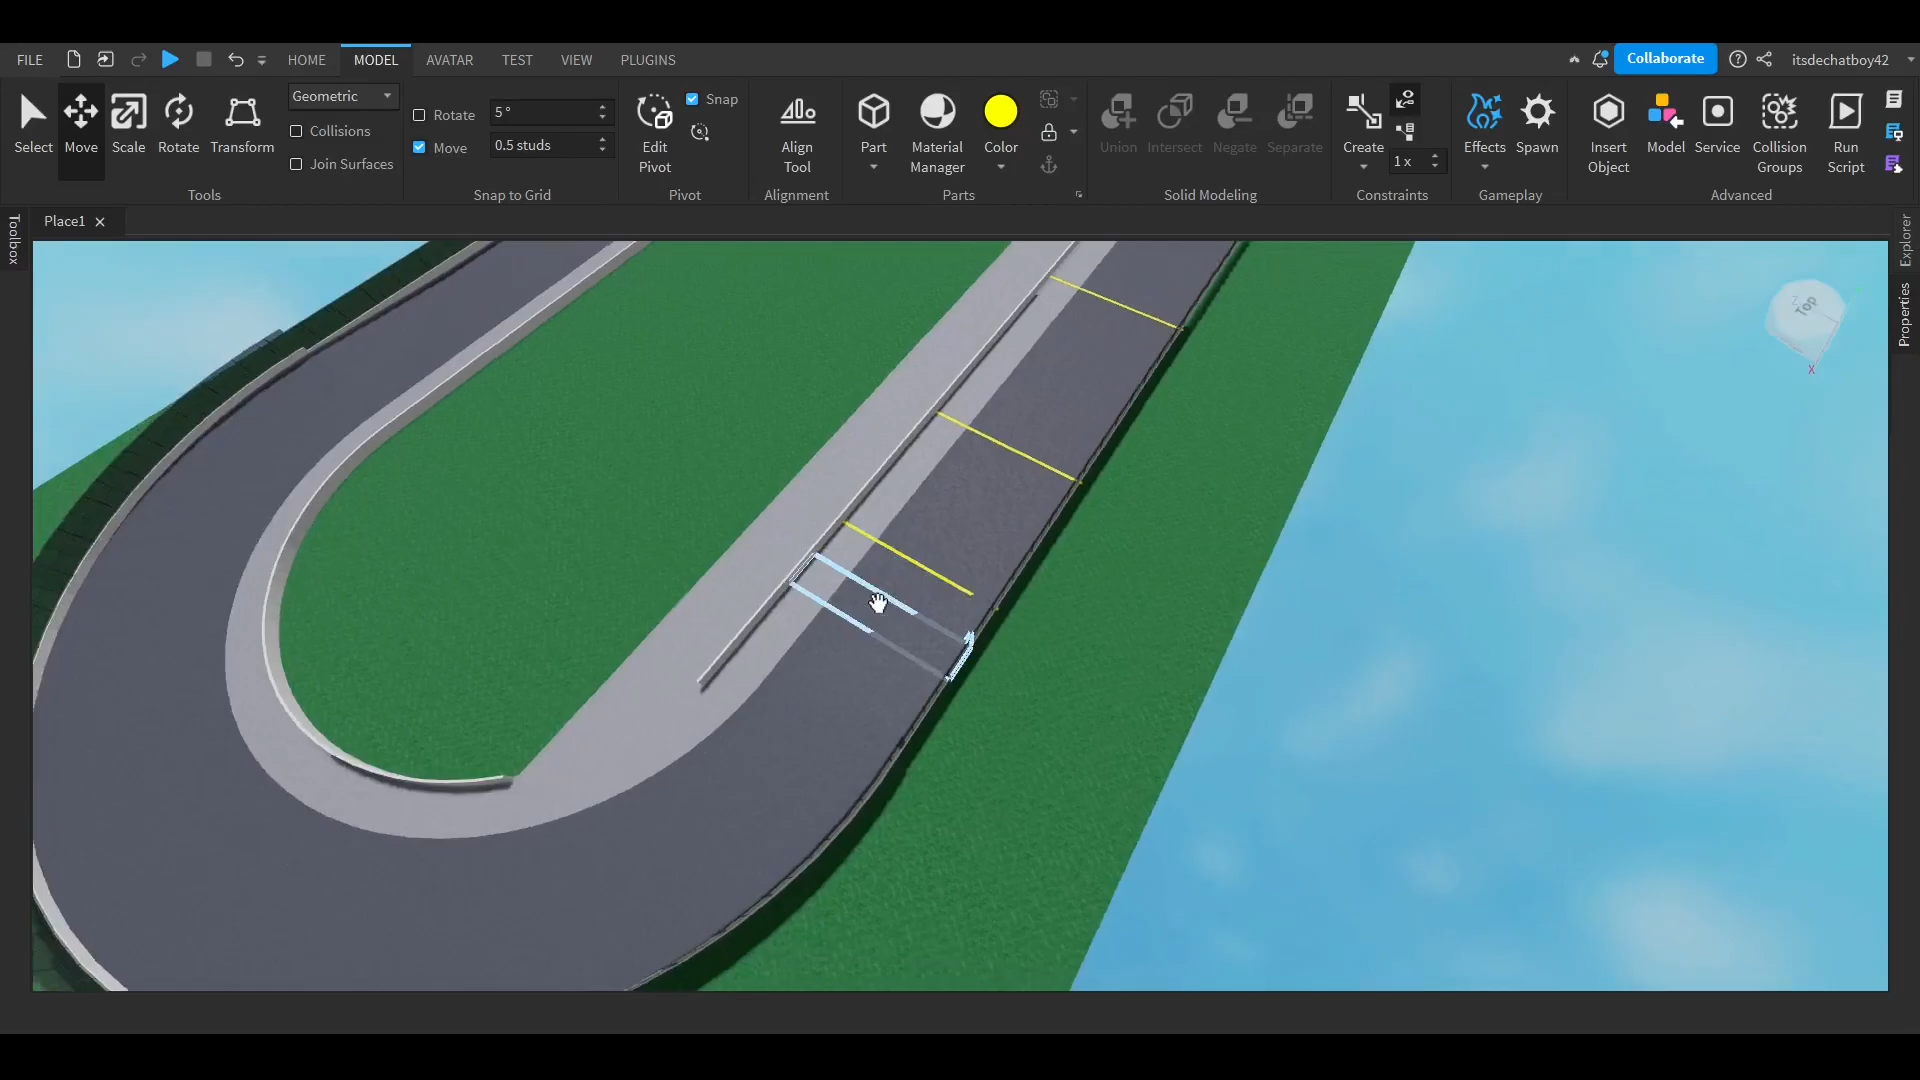 FILE HOME MODEL AVATAR TEST VIEW PLUGINS Collaborate itsdechatboy42
Select Move Scale Rotate Transform
Geometric
Collisions
Join Surfaces
Tools
Rotate 5 °
Move 0.5 studs
Snap to Grid
Edit
Pivot
Snap
Pivot
Align
Tool
Alignment
Part
Material
Manager
Color
Parts
Union Intersect Negate Separate
Solid Modeling
Create
1 x
Constraints
Effects Spawn
Gameplay
Insert
Object
Model Service
Collision
Groups
Run
Script
Advanced
Toolbox
Place1
Explorer
Properties
Top
Z
X